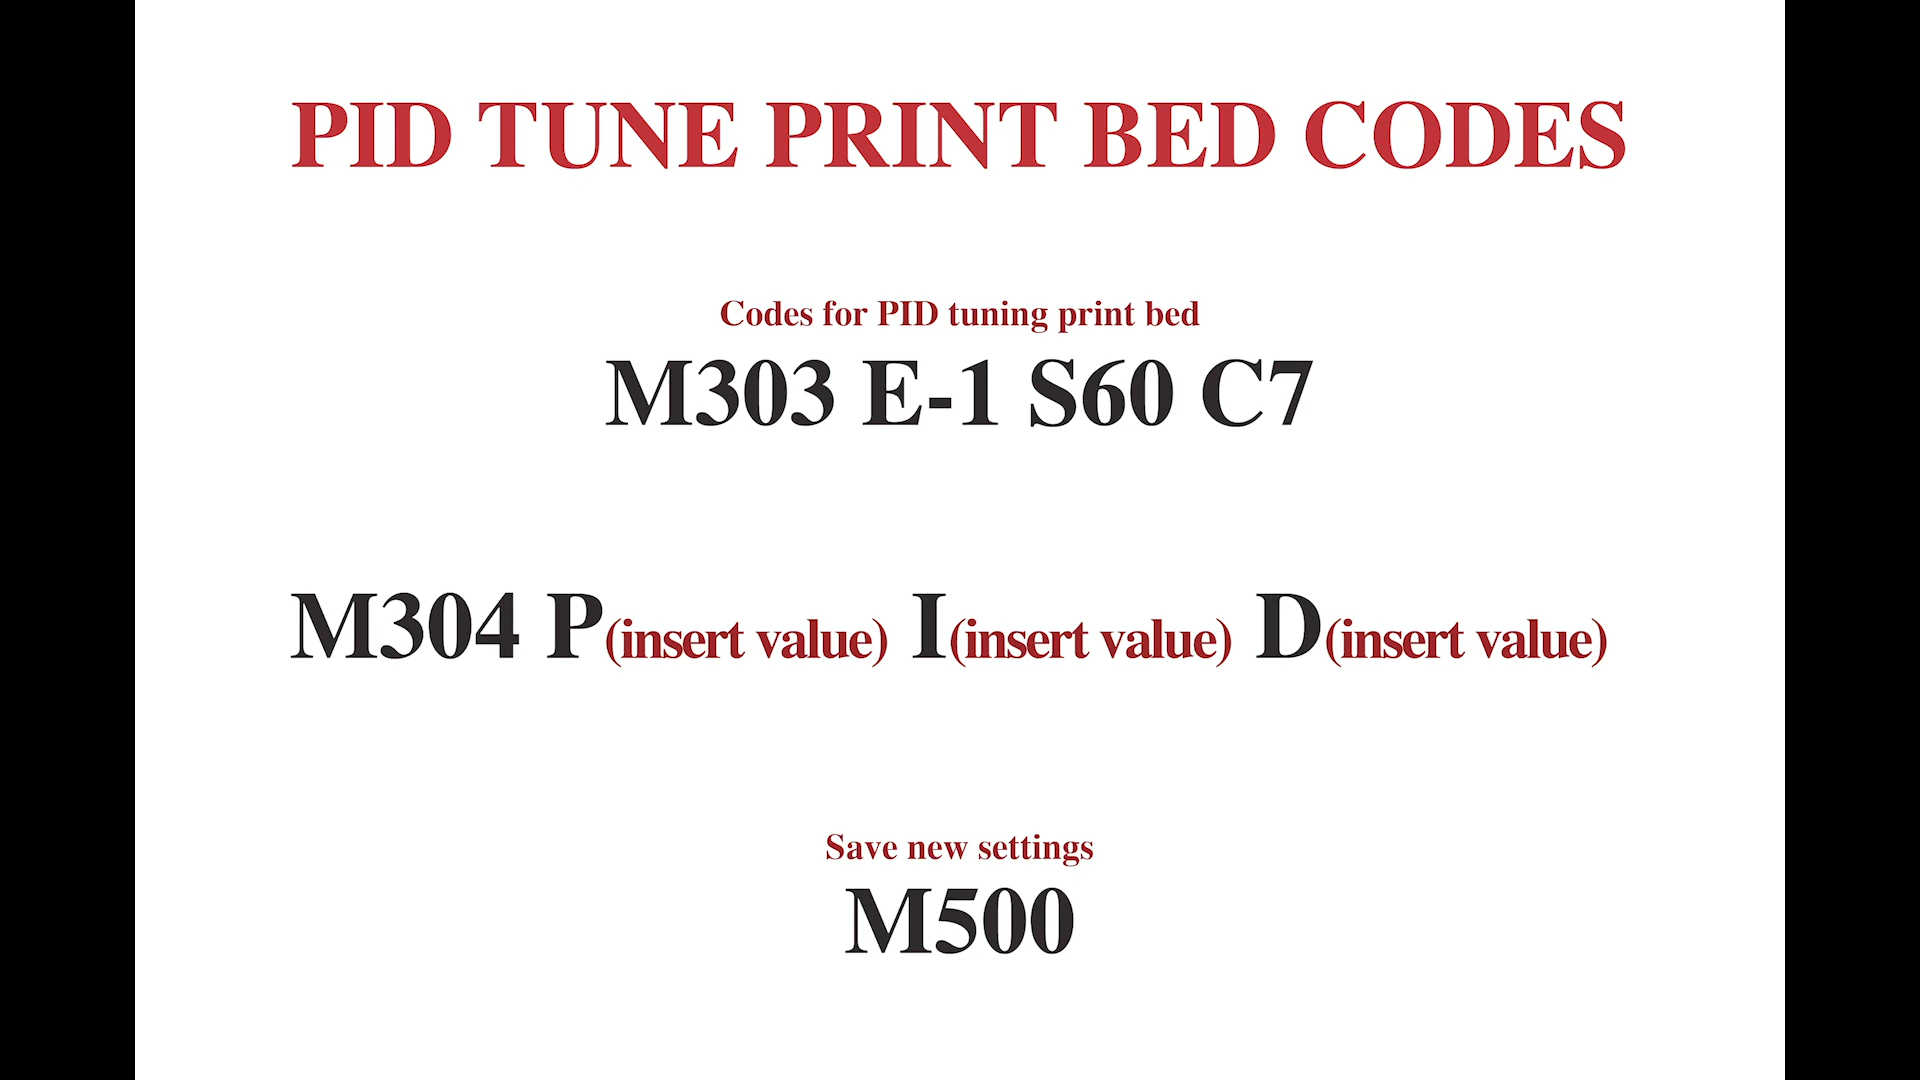 PID TUNE PRINT BED CODES
Codes for PID tuning print bed
M303 E-1 S60 C7
M304 P(insert value) I(insert value) D(insert value)
Save new settings
M500